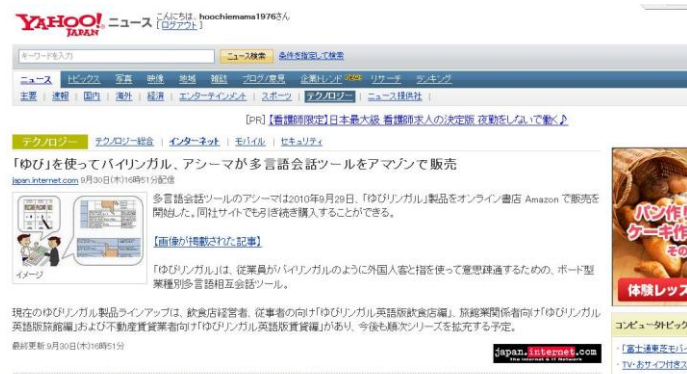 YAHOO! ニュース
JAPAN
こんにちは、hoochiemama1976さん
[ログアウト]
キーワードを入力
ニュース検索 条件を指定して検索
ニュース トピックス 写真 映像 地域 雑誌 ブログ/意見 企業トレンド リサーチ ランキング
主要 | 速報 | 国内 | 海外 | 経済 | エンターテインメント | スポーツ | テクノロジー | ニュース提供社 |
[PR]【看護師限定】日本最大級 看護師求人の決定版 夜勤をしないで働く♪
テクノロジー テクノロジー総合 | インターネット | モバイル | セキュリティ
「ゆび」を使ってバイリンガル、アシーマが多言語会話ツールをアマゾンで販売
japan.internet.com 9月30日(木)16時51分配信
多言語会話ツールのアシーマは2010年9月29日、「ゆびリンガル」製品をオンライン書店 Amazon で販売を
開始した。同社サイトでも引き続き購入することができる。
【画像が掲載された記事】
「ゆびリンガル」は、従業員がバイリンガルのように外国人客と指を使って意思疎通するための、ボード型
業種別多言語相互会話ツール。
イメージ
現在のゆびリンガル製品ラインアップは、飲食店経営者、従事者の向け「ゆびリンガル英語版飲食店編」、旅館業関係者向け「ゆびリンガル
英語版旅館編」および不動産賃貸業者向け「ゆびリンガル英語版賃貸編」があり、今後も順次シリーズを拡充する予定。
最終更新:9月30日(木)16時51分
japan.internet.com
パン作り
ケーキ作
その
体験レッス
コンピュータトピック
・「富士通東芝モバイ
・TV・おサイフ付きス